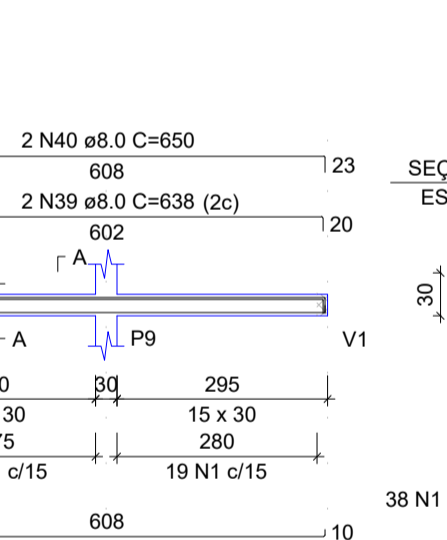 2 N40 ø8.0 C=650
608
23
SEÇ
2 N39 ø8.0 C=638 (2c)
ES
602
20
A
30
A
P9
V1
0
30
295
30
15 x 30
75
280
c/15
19 N1 c/15
38 N1
608
10